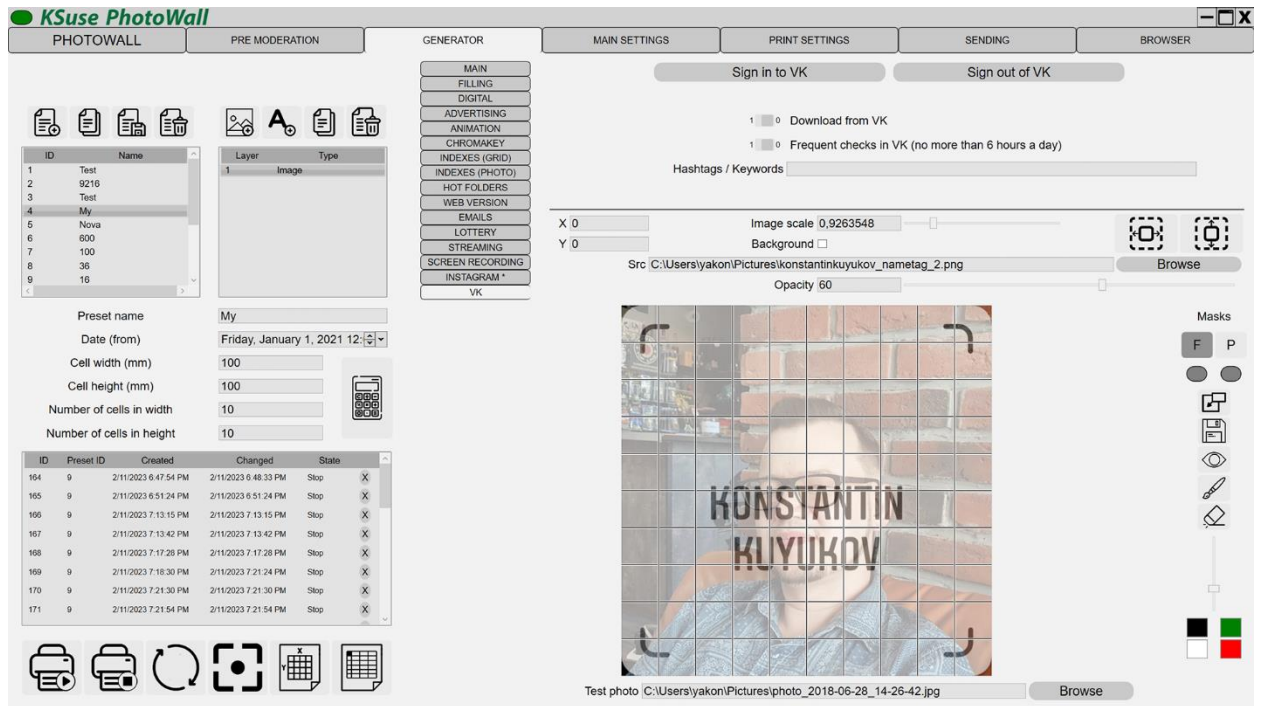 KSuse PhotoWall
X
PHOTOWALL PRE MODERATION GENERATOR MAIN SETTINGS PRINT SETTINGS SENDING BROWSER
MAIN
FILLING
DIGITAL
ADVERTISING
ANIMATION
CHROMAKEY
INDEXES (GRID)
INDEXES (PHOTO)
HOT FOLDERS
WEB VERSION
EMAILS
LOTTERY
STREAMING
SCREEN RECORDING
INSTAGRAM *
VK
Sign in to VK Sign out of VK
1 0 Download from VK
1 0 Frequent checks in VK (no more than 6 hours a day)
Hashtags / Keywords
A
ID Name
1 Test
2 9216
3 Test
4 My
5 Nova
6 600
7 100
8 36
9 16
Layer Type
1 Image
X 0 Image scale 0,9263548
Y 0 Background
Src C:\Users\yakon\Pictures\konstantinkuyukov_nametag_2.png Browse
Opacity 60
Preset name My
Date (from) Friday, January 1, 2021 12:
Cell width (mm) 100
Cell height (mm) 100
Number of cells in width 10
Number of cells in height 10
ID Preset ID Created Changed State
164 9 2/11/2023 6:47:54 PM 2/11/2023 6:48:33 PM Stop X
165 9 2/11/2023 6:51:24 PM 2/11/2023 6:51:24 PM Stop X
166 9 2/11/2023 7:13:15 PM 2/11/2023 7:13:15 PM Stop X
167 9 2/11/2023 7:13:42 PM 2/11/2023 7:13:42 PM Stop X
168 9 2/11/2023 7:17:28 PM 2/11/2023 7:17:28 PM Stop X
169 9 2/11/2023 7:18:30 PM 2/11/2023 7:21:24 PM Stop X
170 9 2/11/2023 7:21:30 PM 2/11/2023 7:21:30 PM Stop X
171 9 2/11/2023 7:21:54 PM 2/11/2023 7:21:54 PM Stop X
X
Y
KONSTANTIN
KUYUKOV
Masks
F P
Test photo C:\Users\yakon\Pictures\photo_2018-06-28_14-26-42.jpg Browse